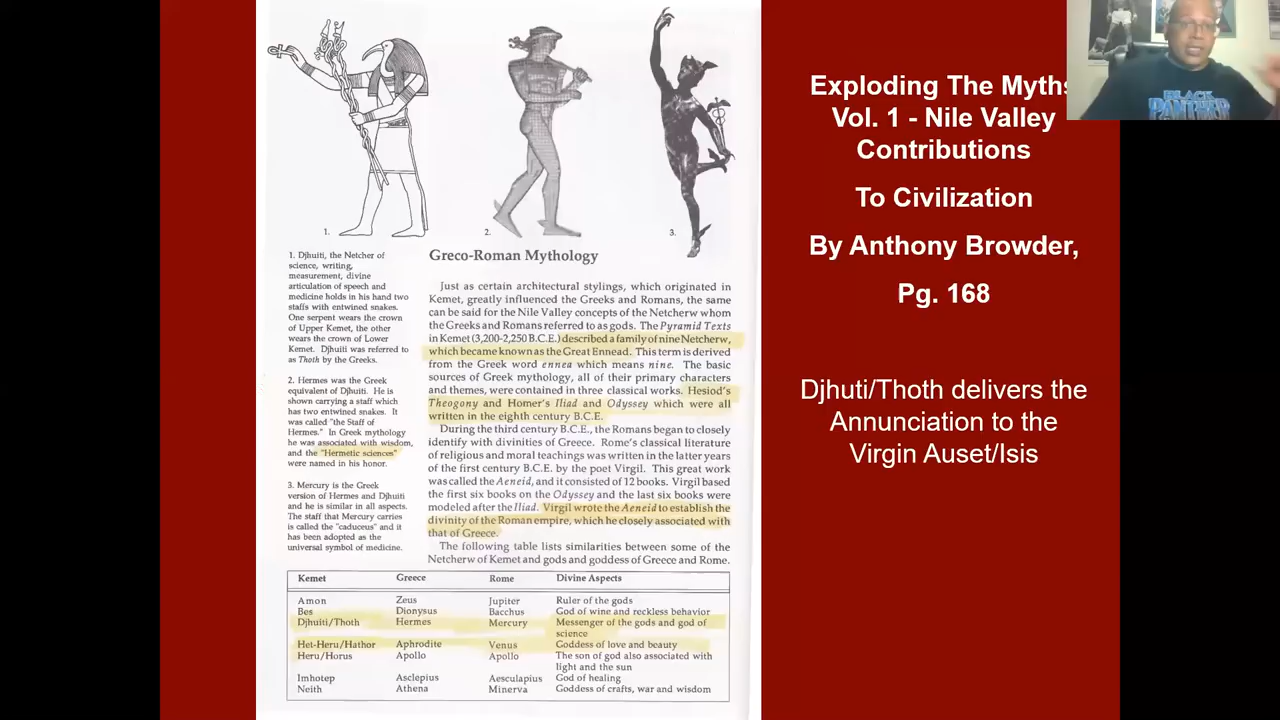 1.
2.
3.
1. Djhuiti, the Netcher of
science, writing,
measurement, divine
articulation of speech and
medicine holds in his hand two
staffs with entwined snakes.
One serpent wears the crown
of Upper Kemet, the other
wears the crown of Lower
Kemet. Djhuiti was referred to
as Thoth by the Greeks.
2. Hermes was the Greek
equivalent of Djhuti. He is
shown carrying a staff which
has two entwined snakes. It
was called "the Staff of
Hermes." In Greek mythology
he was associated with wisdom,
and the "Hermetic sciences"
were named in his honor.
3. Mercury is the Greek
version of Hermes and Djhuiti
and he is similar in all aspects.
The staff that Mercury carries
is called the "caduceus" and it
has been adopted as the
universal symbol of medicine.
Greco-Roman Mythology
Just as certain architectural stylings, which originated in
Kemet, greatly influenced the Greeks and Romans, the same
can be said for the Nile Valley concepts of the Netcherw whom
the Greeks and Romans referred to as gods. The Pyramid Texts
in Kemet (3,200-2,250 B.C.E.) described a family of nine Netcherw,
which became known as the Great Ennead. This term is derived
from the Greek word ennea which means nine. The basic
sources of Greek mythology, all of their primary characters
and themes, were contained in three classical works. Hesiod's
Theogony and Homer's Iliad and Odyssey which were all
written in the eighth century B.C.E.
During the third century B.C.E., the Romans began to closely
identify with divinities of Greece. Rome's classical literature
of religious and moral teachings was written in the latter years
of the first century B.C.E. by the poet Virgil. This great work
was called the Aeneid, and it consisted of 12 books. Virgil based
the first six books on the Odyssey and the last six books were
modeled after the Iliad. Virgil wrote the Aeneid to establish the
divinity of the Roman empire, which he closely associated with
that of Greece.
The following table lists similarities between some of the
Netcherw of Kemet and gods and goddess of Greece and Rome.
Kemet Greece Rome Divine Aspects
Amon Zeus Jupiter Ruler of the gods
Bes Dionysus Bacchus God of wine and reckless behavior
Djhuiti/Thoth Hermes Mercury Messenger of the gods and god of
science
Het-Heru/Hathor Aphrodite Venus Goddess of love and beauty
Heru/Horus Apollo Apollo The son of god also associated with
light and the sun
Imhotep Asclepius Aesculapius God of healing
Neith Athena Minerva Goddess of crafts, war and wisdom
Exploding The Myths
Vol. 1 - Nile Valley
Contributions
To Civilization
By Anthony Browder,
Pg. 168
Djhuti/Thoth delivers the
Annunciation to the
Virgin Auset/Isis
BLACK
PANTHER